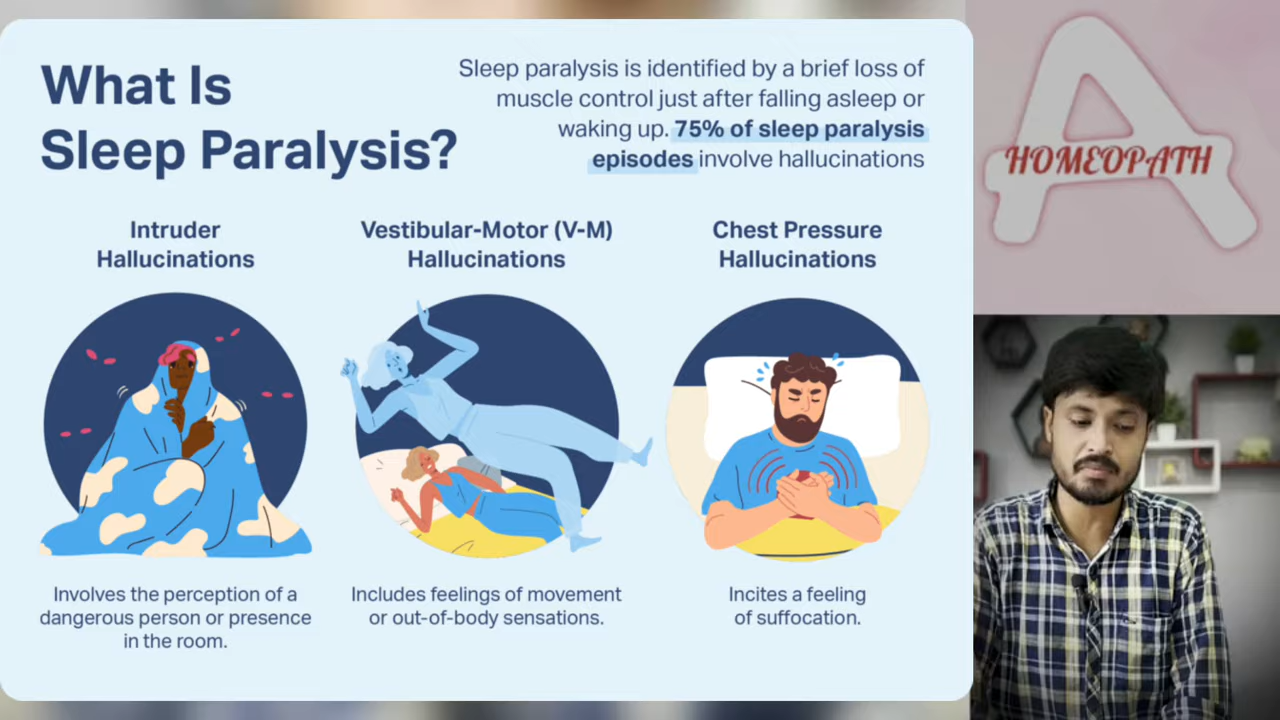 What Is
Sleep Paralysis?
Sleep paralysis is identified by a brief loss of
muscle control just after falling asleep or
waking up. 75% of sleep paralysis
episodes involve hallucinations
Intruder
Hallucinations
Involves the perception of a
dangerous person or presence
in the room.
Vestibular-Motor (V-M)
Hallucinations
Includes feelings of movement
or out-of-body sensations.
Chest Pressure
Hallucinations
Incites a feeling
of suffocation.
A
HOMEOPATH